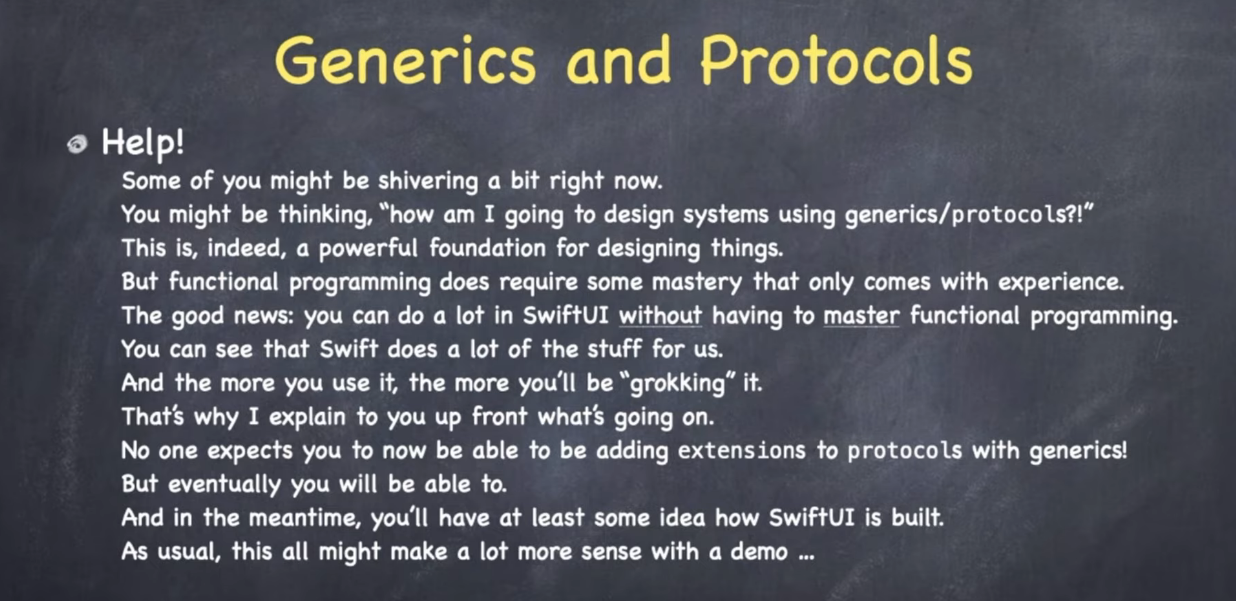 Generics and Protocols
Help!
Some of you might be shivering a bit right now.
You might be thinking, “how am I going to design systems using generics/protocols?!”
This is, indeed, a powerful foundation for designing things.
But functional programming does require some mastery that only comes with experience.
The good news: you can do a lot in SwiftUI without having to master functional programming.
You can see that Swift does a lot of the stuff for us.
And the more you use it, the more you’ll be “grokking” it.
That’s why I explain to you up front what’s going on.
No one expects you to now be able to be adding extensions to protocols with generics!
But eventually you will be able to.
And in the meantime, you’ll have at least some idea how SwiftUI is built.
As usual, this all might make a lot more sense with a demo ...